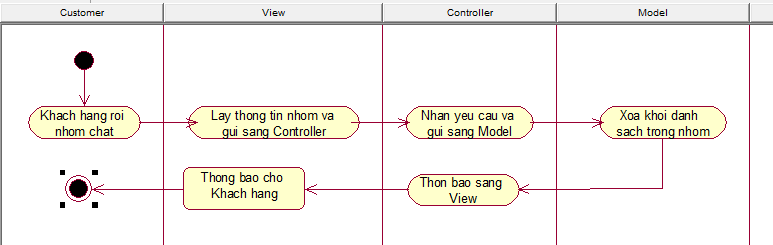 Customer
View
Controller
Model
Khach hang roi
nhom chat
Lay thong tin nhom va
gui sang Controller
Nhan yeu cau va
gui sang Model
Xoa khoi danh
sach trong nhom
Thong bao cho
Khach hang
Thon bao sang
View